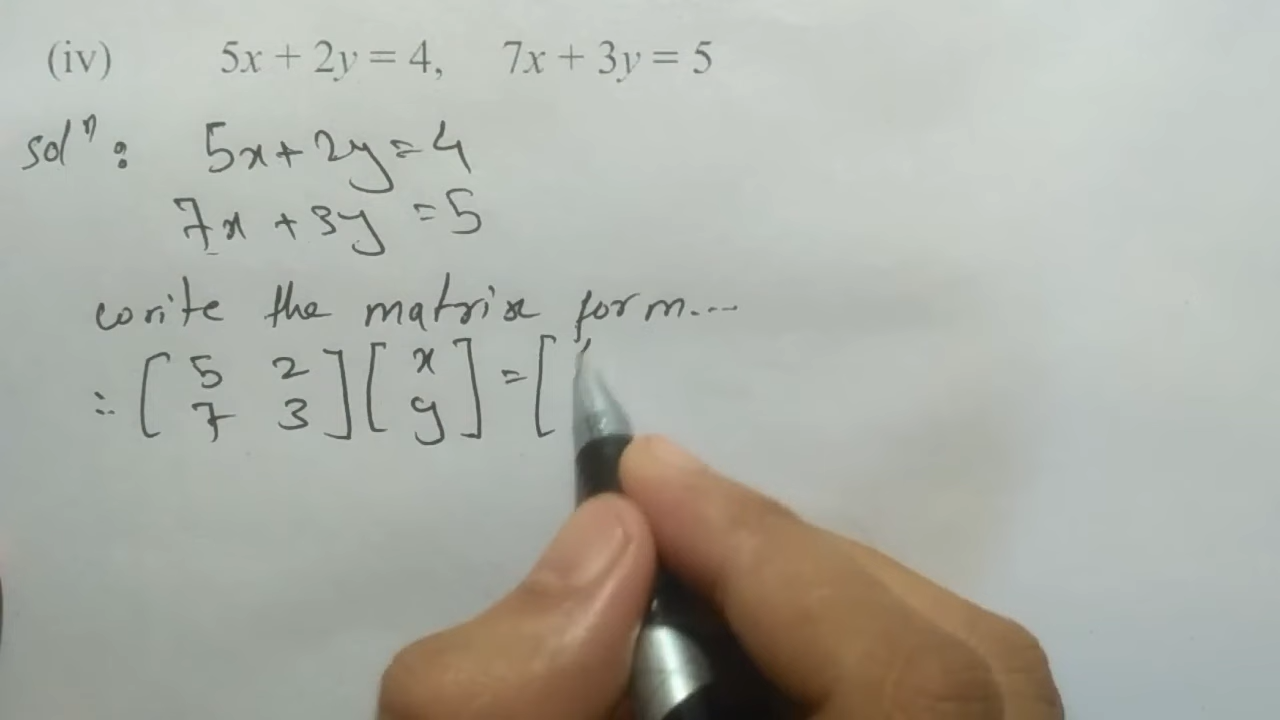 (iv) 5x + 2y = 4, 7x + 3y = 5
solⁿ : 5x + 2y = 4
7x + 3y = 5
write the matrix form...
∴ [ 5 2 ] [ x ] = [
7 3 y